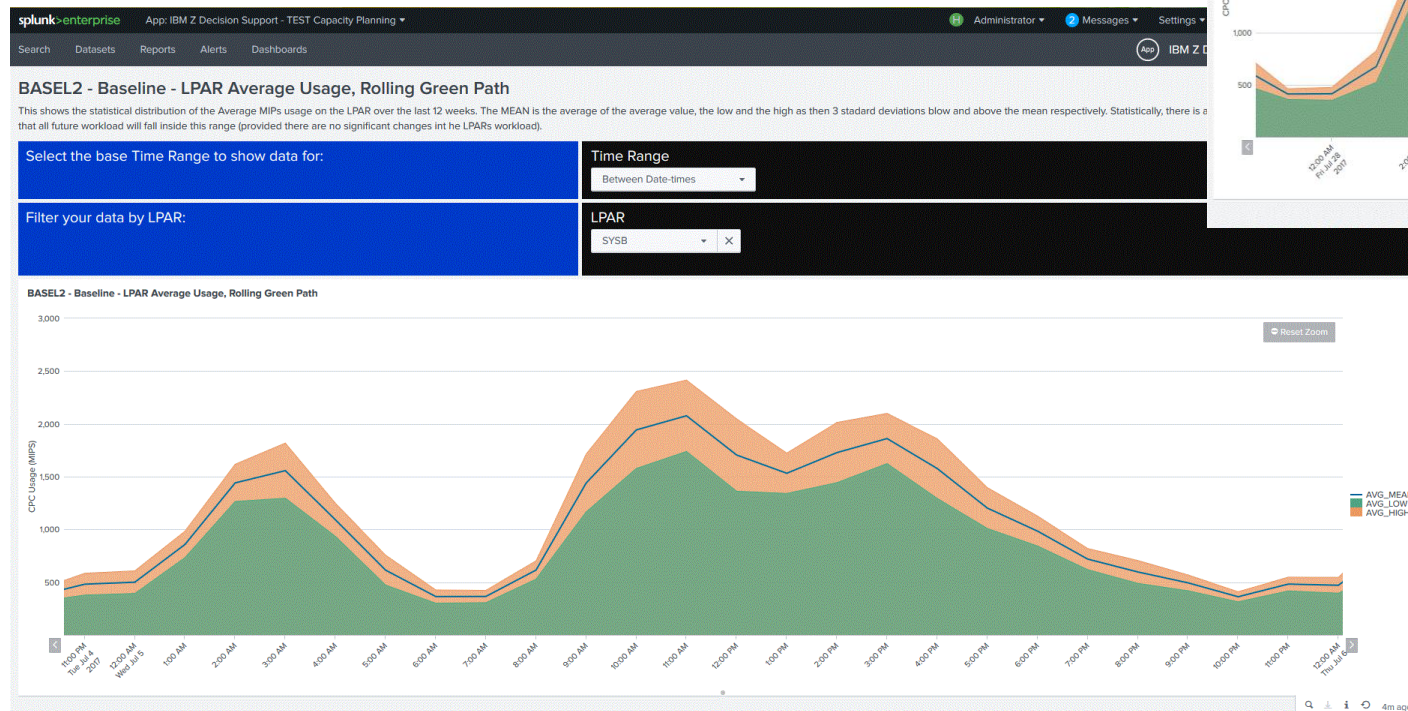 splunk>enterprise App: IBM Z Decision Support - TEST Capacity Planning
H Administrator 2 Messages Settings
Search Datasets Reports Alerts Dashboards
App IBM Z D
BASEL2 - Baseline - LPAR Average Usage, Rolling Green Path
This shows the statistical distribution of the Average MIPs usage on the LPAR over the last 12 weeks. The MEAN is the average of the average value, the low and the high as then 3 stadard deviations blow and above the mean respectively. Statistically, there is a
that all future workload will fall inside this range (provided there are no significant changes int he LPARs workload).
CPC
1,000
500
12:00 AM
Fri Jul 28
2017
Select the base Time Range to show data for:
Time Range
Between Date-times
Filter your data by LPAR:
LPAR
SYSB
BASEL2 - Baseline - LPAR Average Usage, Rolling Green Path
Reset Zoom
CPC Usage (MIPS)
3,000
2,500
2,000
1,500
1,000
500
AVG_MEAN
AVG_LOW
AVG_HIGH
11:00 PM
Tue Jul 4
2017
12:00 AM
Wed Jul 5
1:00 AM
2:00 AM
3:00 AM
4:00 AM
5:00 AM
6:00 AM
7:00 AM
8:00 AM
9:00 AM
10:00 AM
11:00 AM
12:00 PM
1:00 PM
2:00 PM
3:00 PM
4:00 PM
5:00 PM
6:00 PM
7:00 PM
8:00 PM
9:00 PM
10:00 PM
11:00 PM
12:00 AM
Thu Jul 6
4m ago